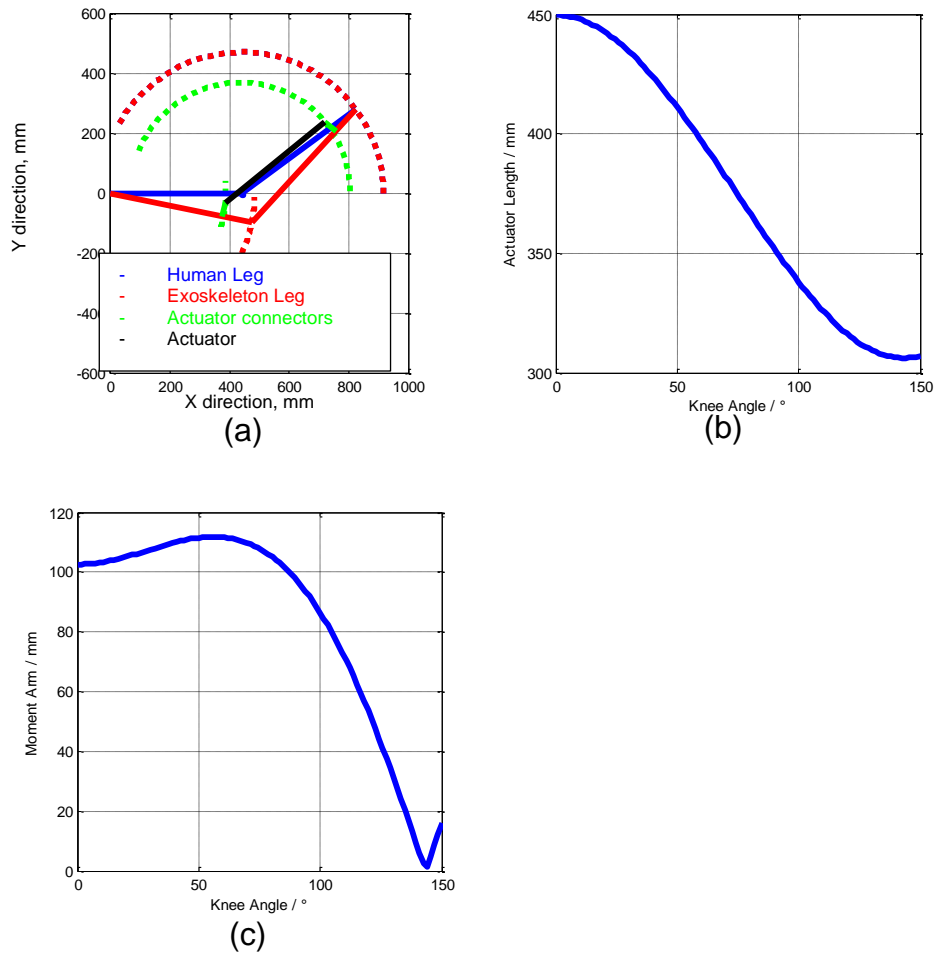 600
400
200
0
-200
-400
-600
Y direction, mm
- Human Leg
- Exoskeleton Leg
- Actuator connectors
- Actuator
0 200 400 600 800 1000
X direction, mm
(a)
450
400
350
300
Actuator Length / mm
0 50 100 150
Knee Angle / °
(b)
120
100
80
60
40
20
0
Moment Arm / mm
0 50 100 150
Knee Angle / °
(c)